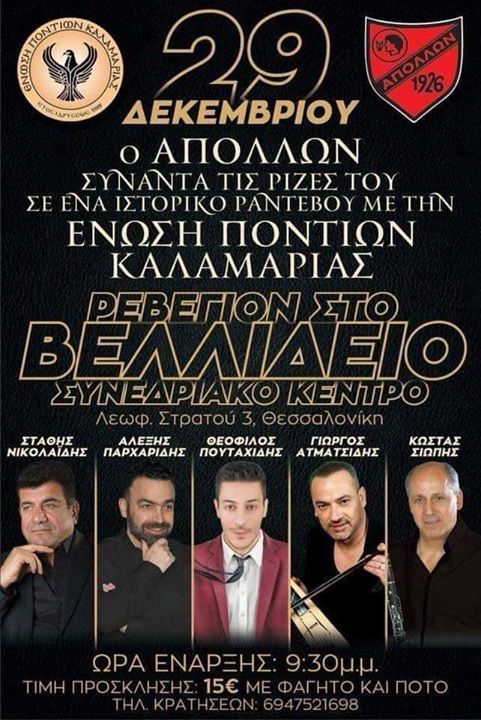 ΕΝΩΣΗ ΠΟΝΤΙΩΝ ΚΑΛΑΜΑΡΙΑΣ
29
ΔΕΚΕΜΒΡΙΟΥ
ΑΠΟΛΛΩΝ
1926
Ο ΑΠΟΛΛΩΝ
ΣΥΝΑΝΤΑ ΤΙΣ ΡΙΖΕΣ ΤΟΥ
ΣΕ ΕΝΑ ΙΣΤΟΡΙΚΟ ΡΑΝΤΕΒΟΥ ΜΕ ΤΗΝ
ΕΝΩΣΗ ΠΟΝΤΙΩΝ
ΚΑΛΑΜΑΡΙΑΣ
ΡΕΒΕΓΙΟΝ ΣΤΟ
ΒΕΛΛΙΔΕΙΟ
ΣΥΝΕΔΡΙΑΚΟ ΚΕΝΤΡΟ
Λεωφ. Στρατού 3, Θεσσαλονίκη
ΣΤΑΘΗΣ ΝΙΚΟΛΑΪΔΗΣ
ΑΛΕΞΗΣ ΠΑΡΧΑΡΙΔΗΣ
ΘΕΟΦΙΛΟΣ ΠΟΥΤΑΧΙΔΗΣ
ΓΙΩΡΓΟΣ ΑΤΜΑΤΣΙΔΗΣ
ΚΩΣΤΑΣ ΣΙΩΠΗΣ
ΩΡΑ ΕΝΑΡΞΗΣ: 9:30μ.μ.
ΤΙΜΗ ΠΡΟΣΚΛΗΣΗΣ: 15€ ΜΕ ΦΑΓΗΤΟ ΚΑΙ ΠΟΤΟ
ΤΗΛ. ΚΡΑΤΗΣΕΩΝ: 6947521698